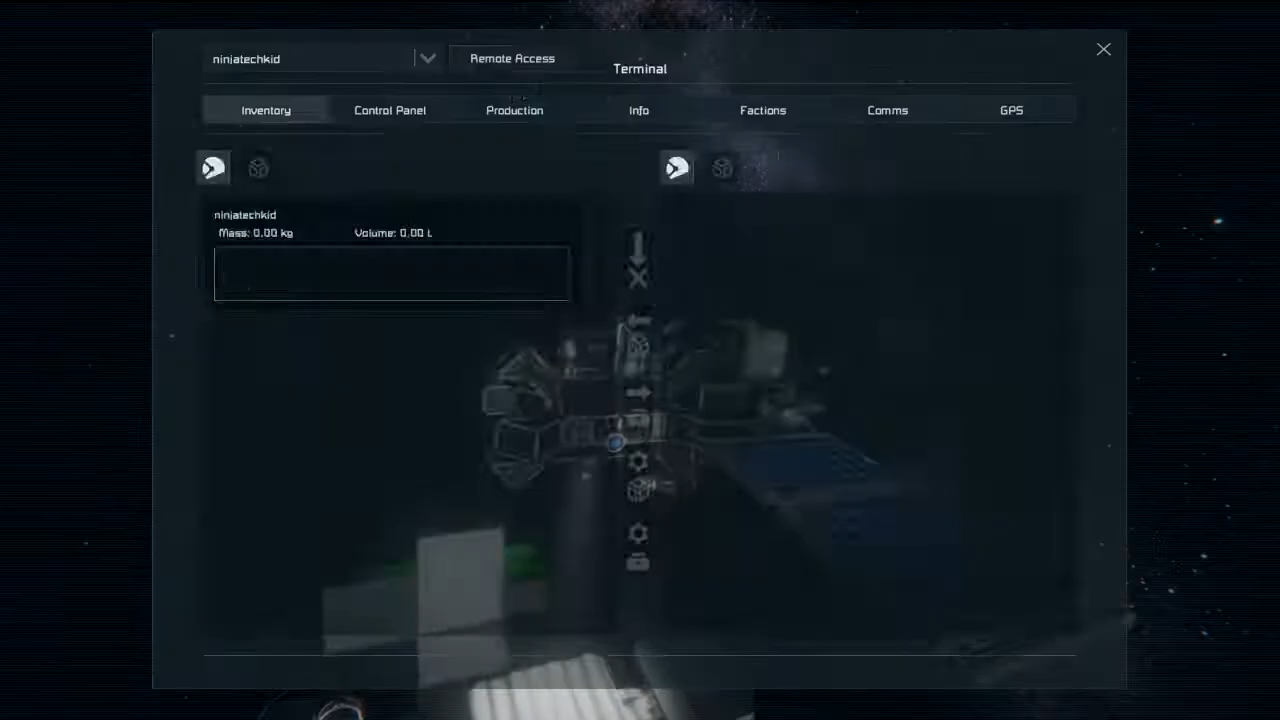 ninjatechkid
Remote Access
Terminal
Inventory
Control Panel
Production
Info
Factions
Comms
GPS
ninjatechkid
Mass: 0.00 kg
Volume: 0.00 L